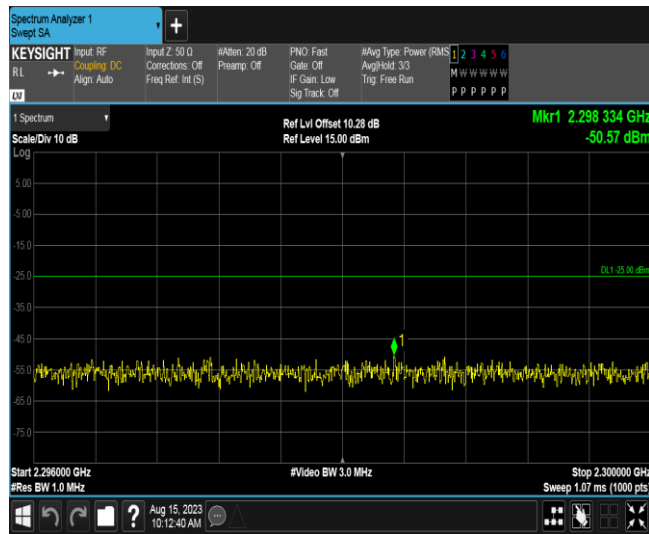 Spectrum Analyzer 1
Swept SA
KEYSIGHT
RL
LXI
Input: RF
Coupling: DC
Align: Auto
Input Z: 50 Ω
Corrections: Off
Freq Ref: Int (S)
#Atten: 20 dB
Preamp: Off
PNO: Fast
Gate: Off
IF Gain: Low
Sig Track: Off
#Avg Type: Power (RMS
Avg|Hold: 3/3
Trig: Free Run
1 2 3 4 5 6
M W W W W W
P P P P P P
1 Spectrum
Scale/Div 10 dB
Ref Lvl Offset 10.28 dB
Ref Level 15.00 dBm
Mkr1 2.298 334 GHz
-50.57 dBm
Log
5.00
-5.00
-15.0
-25.0
-35.0
-45.0
-55.0
-65.0
-75.0
DL1 -25.00 dBm
1
Start 2.296000 GHz
#Res BW 1.0 MHz
#Video BW 3.0 MHz
Stop 2.300000 GHz
Sweep 1.07 ms (1000 pts)
?
Aug 15, 2023
10:12:40 AM